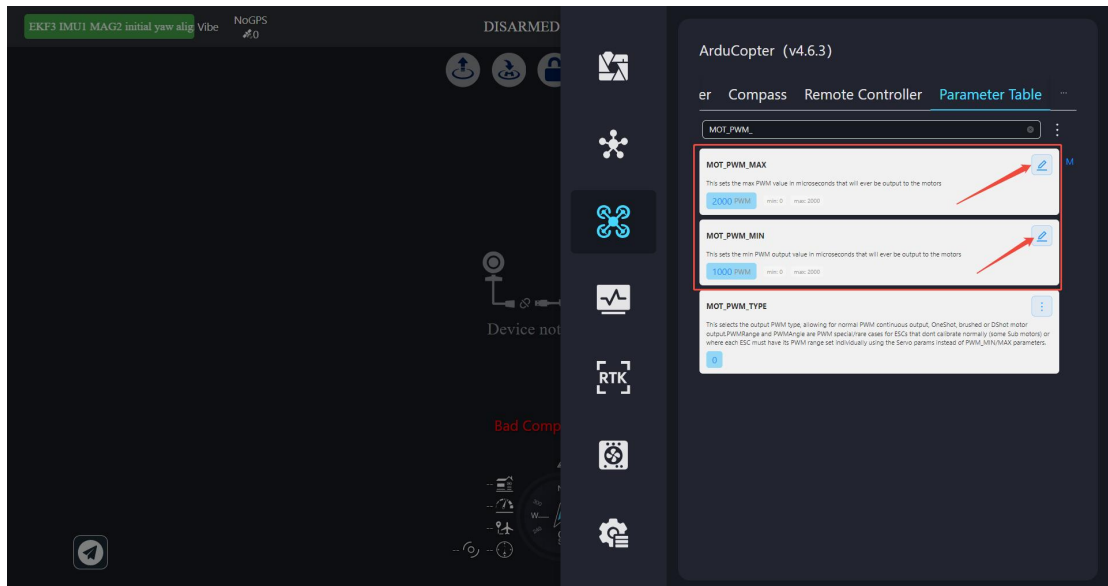 EKF3 IMU1 MAG2 initial yaw alig Vibe
NoGPS
0
DISARMED
ArduCopter (v4.6.3)
er Compass Remote Controller Parameter Table ...
MOT_PWM_
M
MOT_PWM_MAX
This sets the max PWM value in microseconds that will ever be output to the motors
2000 PWM min: 0 max: 2000
MOT_PWM_MIN
This sets the min PWM output value in microseconds that will ever be output to the motors
1000 PWM min: 0 max: 2000
MOT_PWM_TYPE
This selects the output PWM type, allowing for normal PWM continuous output, OneShot, brushed or DShot motor
output.PWMRange and PWMAngle are PWM special/rare cases for ESCs that dont calibrate normally (some Sub motors) or
where each ESC must have its PWM range set individually using the Servo params instead of PWM_MIN/MAX parameters.
0
Device not
RTK
Bad Comp
W